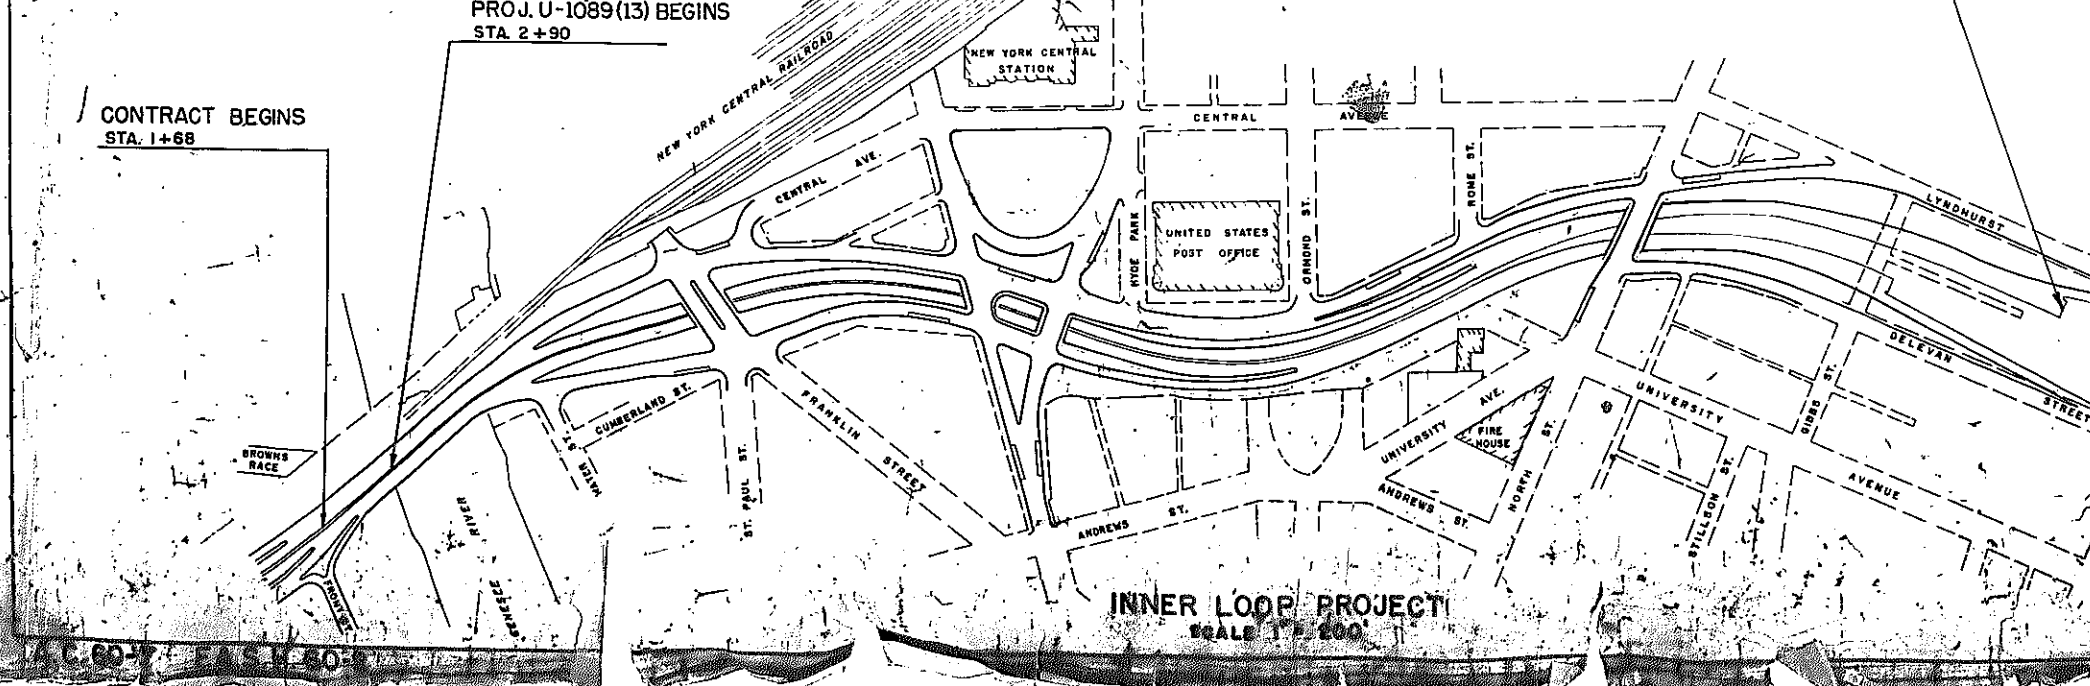 PROJ. U-1089(13) BEGINS
STA. 2+90
CONTRACT BEGINS
STA. 1+68
NEW YORK CENTRAL RAILROAD
NEW YORK CENTRAL
STATION
CENTRAL AVENUE
CENTRAL AVE.
HYDE PARK
UNITED STATES
POST OFFICE
ORMOND ST.
ROME ST.
LYNDHURST
DELEVAN STREET
BROWNS
RACE
CUMBERLAND ST.
WATER ST.
ST. PAUL ST.
FRANKLIN STREET
UNIVERSITY AVE.
FIRE
HOUSE
NORTH ST.
ANDREWS ST.
ANDREWS ST.
UNIVERSITY AVENUE
GIBBS ST.
STILLSON ST.
GENESEE RIVER
FRONT ST.
INNER LOOP PROJECT
SCALE 1" = 200'